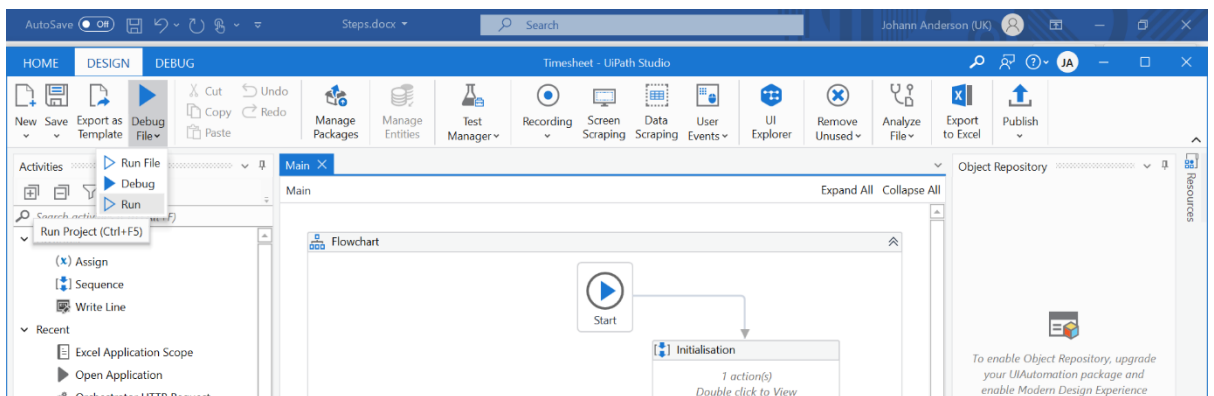 AutoSave Off Steps.docx Search Johann Anderson (UK)
HOME DESIGN DEBUG Timesheet - UiPath Studio JA
New Save Export as Template Debug File Cut Copy Paste Undo Redo Manage Packages Manage Entities Test Manager Recording Screen Scraping Data Scraping User Events UI Explorer Remove Unused Analyze File Export to Excel Publish
Activities
Run File
Debug
Run
Run Project (Ctrl+F5)
(x) Assign
Sequence
Write Line
Recent
Excel Application Scope
Open Application
Main
Main Expand All Collapse All
Flowchart
Start
Initialisation
1 action(s)
Double click to View
Object Repository
To enable Object Repository, upgrade
your UIAutomation package and
enable Modern Design Experience
Resources